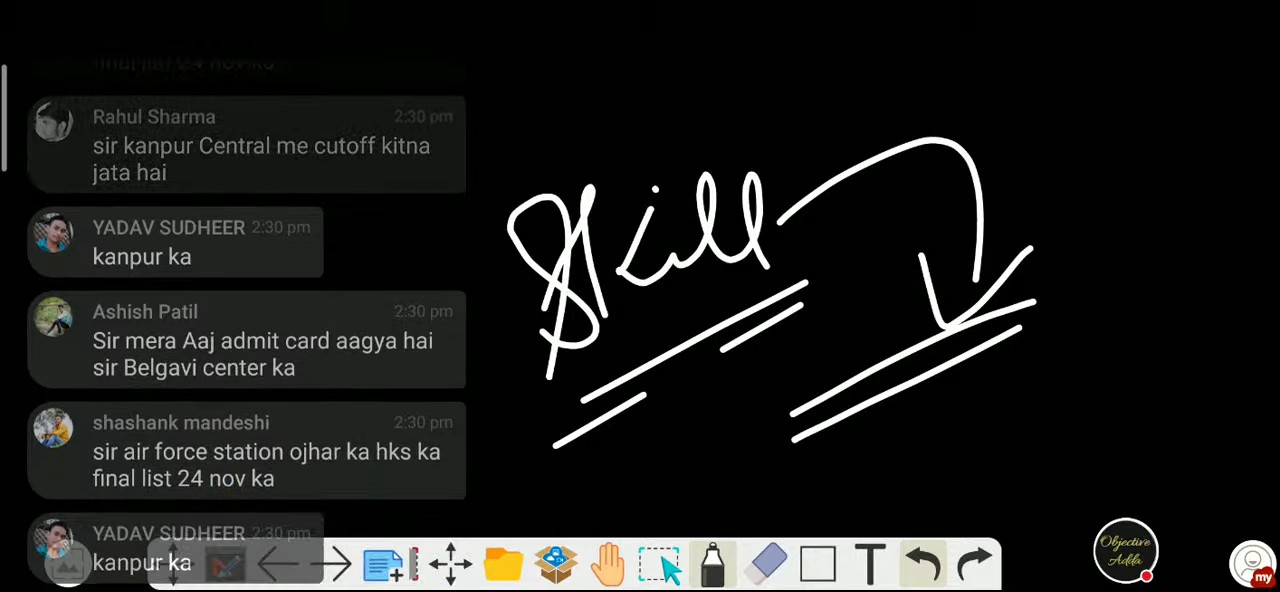 Rahul Sharma 2:30 pm
sir kanpur Central me cutoff kitna
jata hai
YADAV SUDHEER 2:30 pm
kanpur ka
Ashish Patil 2:30 pm
Sir mera Aaj admit card aagya hai
sir Belgavi center ka
shashank mandeshi 2:30 pm
sir air force station ojhar ka hks ka
final list 24 nov ka
YADAV SUDHEER 2:30 pm
kanpur ka
Skill
T
Objective
Adda
my